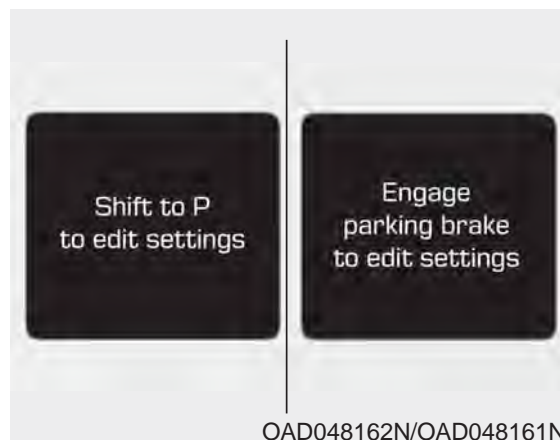 Shift to P
to edit settings
Engage
parking brake
to edit settings
OAD048162N/OAD048161N